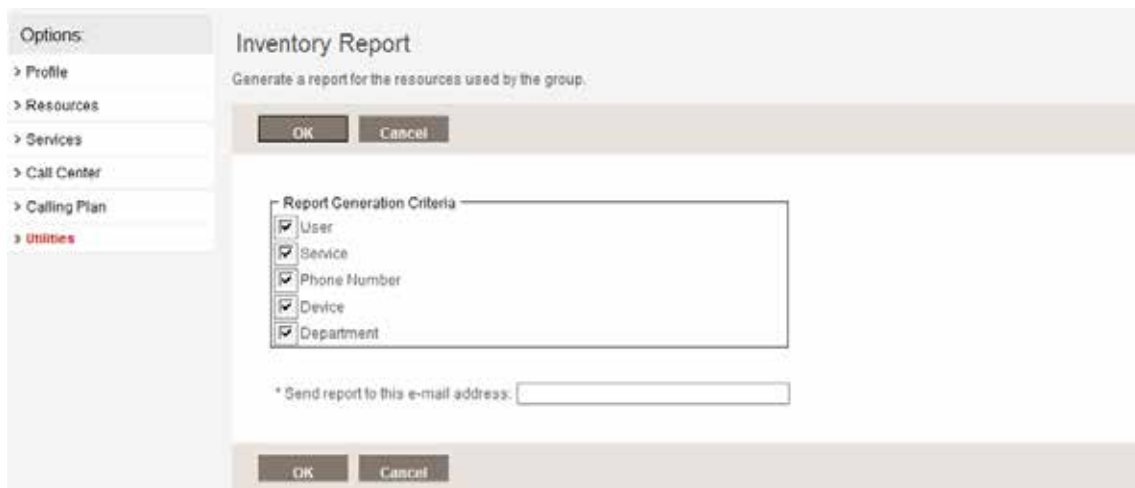 Options:
> Profile
> Resources
> Services
> Call Center
> Calling Plan
> Utilities
Inventory Report
Generate a report for the resources used by the group.
OK Cancel
Report Generation Criteria
User
Service
Phone Number
Device
Department
* Send report to this e-mail address:
OK Cancel